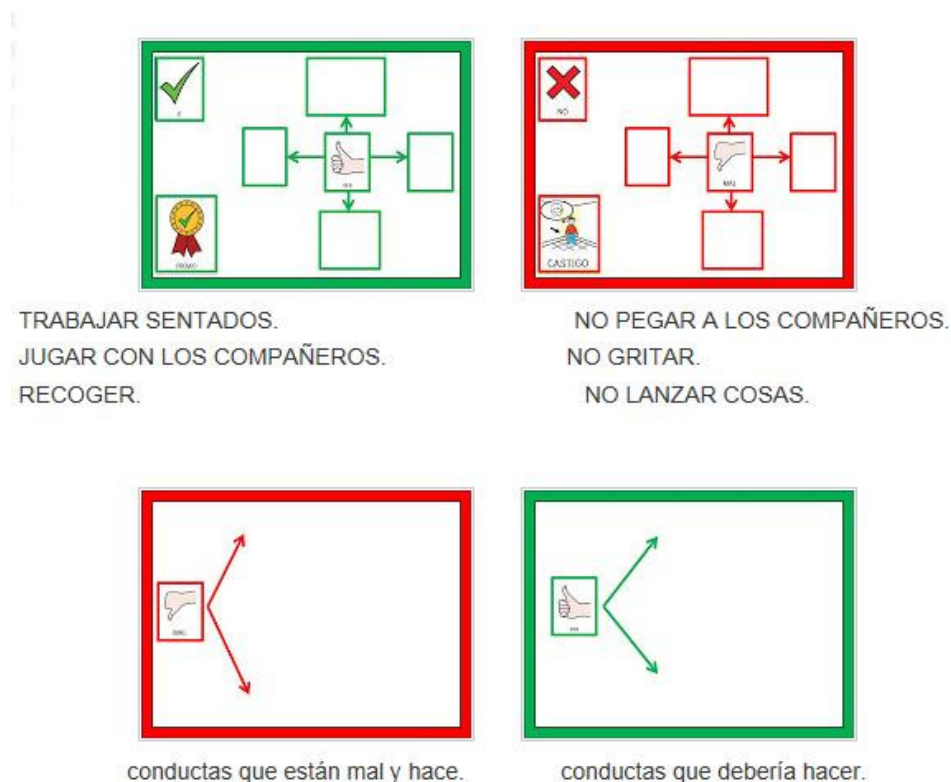 NO
MAL
CASTIGO
TRABAJAR SENTADOS.
JUGAR CON LOS COMPAÑEROS.
RECOGER.
NO PEGAR A LOS COMPAÑEROS.
NO GRITAR.
NO LANZAR COSAS.
conductas que están mal y hace.
conductas que debería hacer.